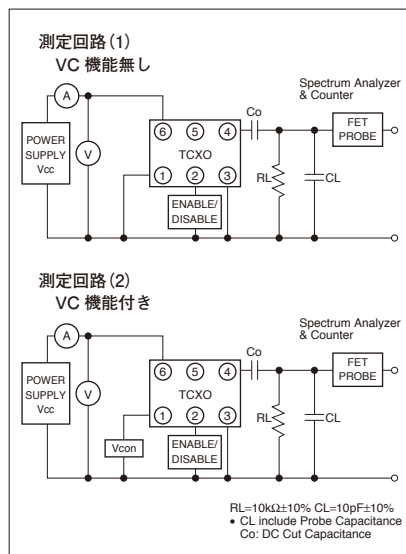 測定回路(1)
VC 機能無し
Spectrum Analyzer
& Counter
A
Co
FET
PROBE
POWER
SUPPLY
Vcc
V
6 5 4
TCXO
1 2 3
RL
CL
ENABLE/
DISABLE
測定回路(2)
VC 機能付き
Spectrum Analyzer
& Counter
A
Co
FET
PROBE
POWER
SUPPLY
Vcc
V
6 5 4
TCXO
1 2 3
RL
CL
Vcon
ENABLE/
DISABLE
RL=10kΩ±10% CL=10pF±10%
• CL include Probe Capacitance
Co: DC Cut Capacitance